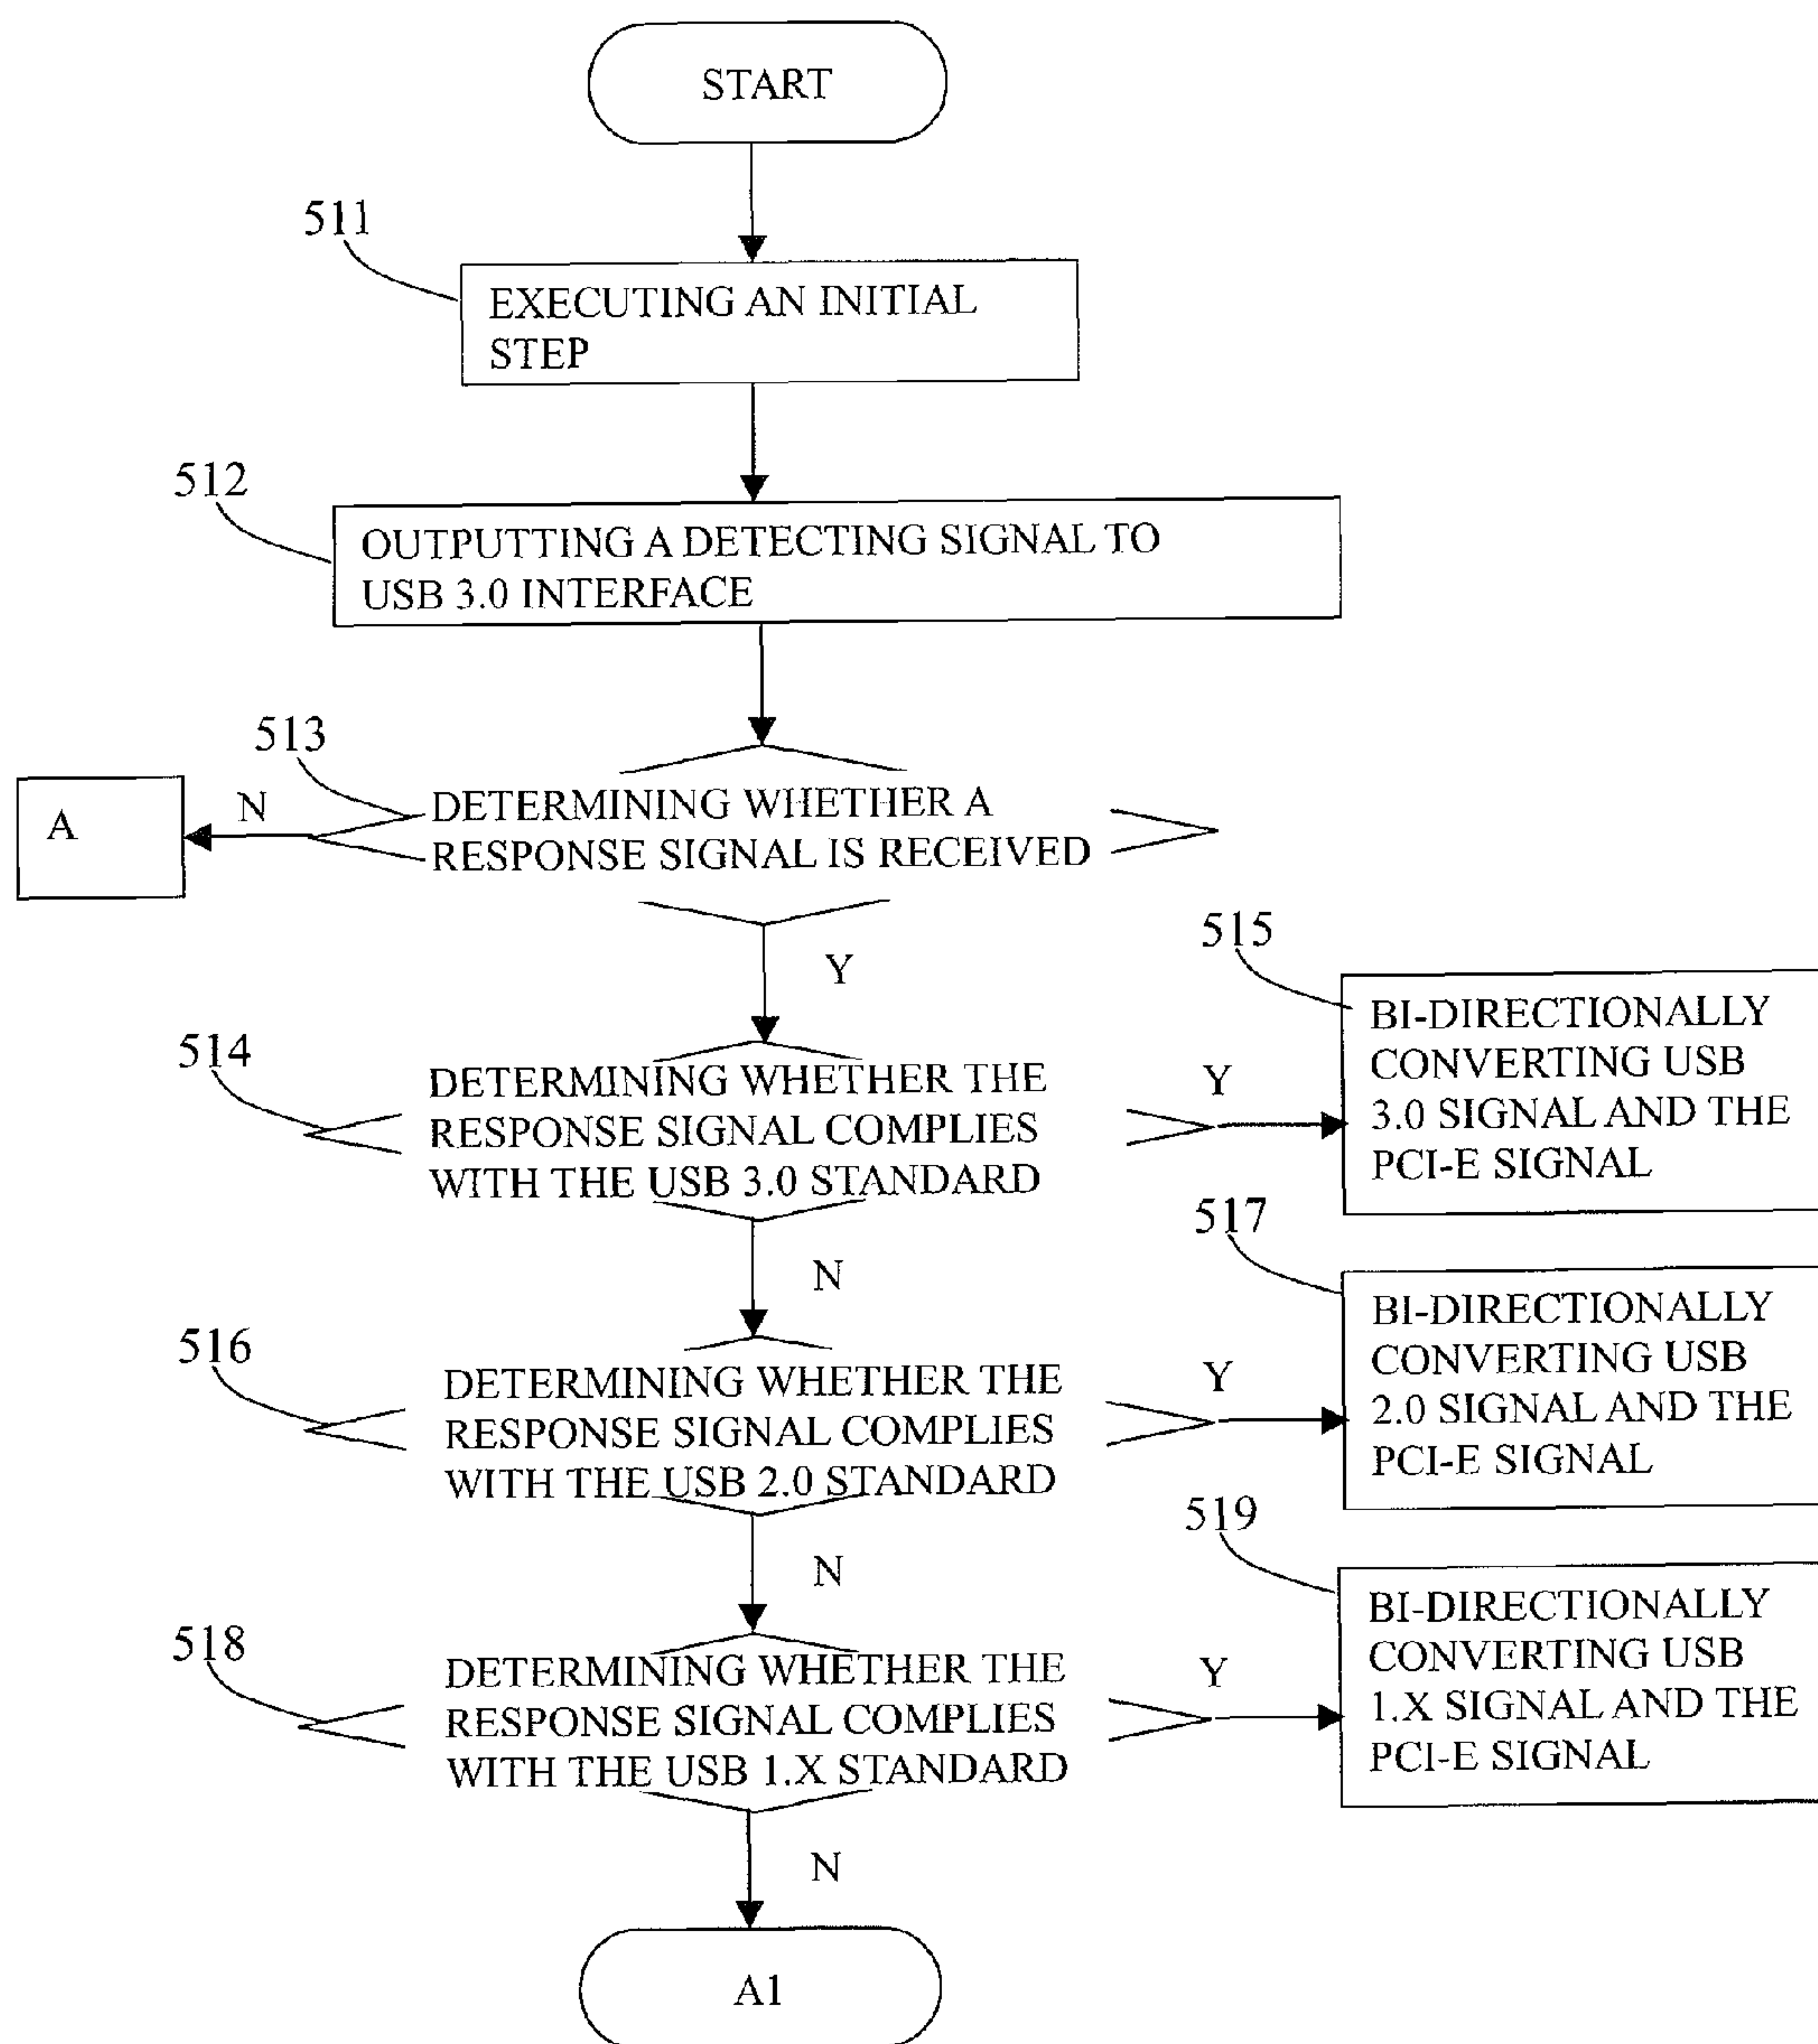 START
511
EXECUTING AN INITIAL
STEP
512
OUTPUTTING A DETECTING SIGNAL TO
USB 3.0 INTERFACE
513
A
N
DETERMINING WHETHER A
RESPONSE SIGNAL IS RECEIVED
Y
514
DETERMINING WHETHER THE
RESPONSE SIGNAL COMPLIES
WITH THE USB 3.0 STANDARD
Y
515
BI-DIRECTIONALLY
CONVERTING USB
3.0 SIGNAL AND THE
PCI-E SIGNAL
N
516
DETERMINING WHETHER THE
RESPONSE SIGNAL COMPLIES
WITH THE USB 2.0 STANDARD
Y
517
BI-DIRECTIONALLY
CONVERTING USB
2.0 SIGNAL AND THE
PCI-E SIGNAL
N
518
DETERMINING WHETHER THE
RESPONSE SIGNAL COMPLIES
WITH THE USB 1.X STANDARD
Y
519
BI-DIRECTIONALLY
CONVERTING USB
1.X SIGNAL AND THE
PCI-E SIGNAL
N
A1